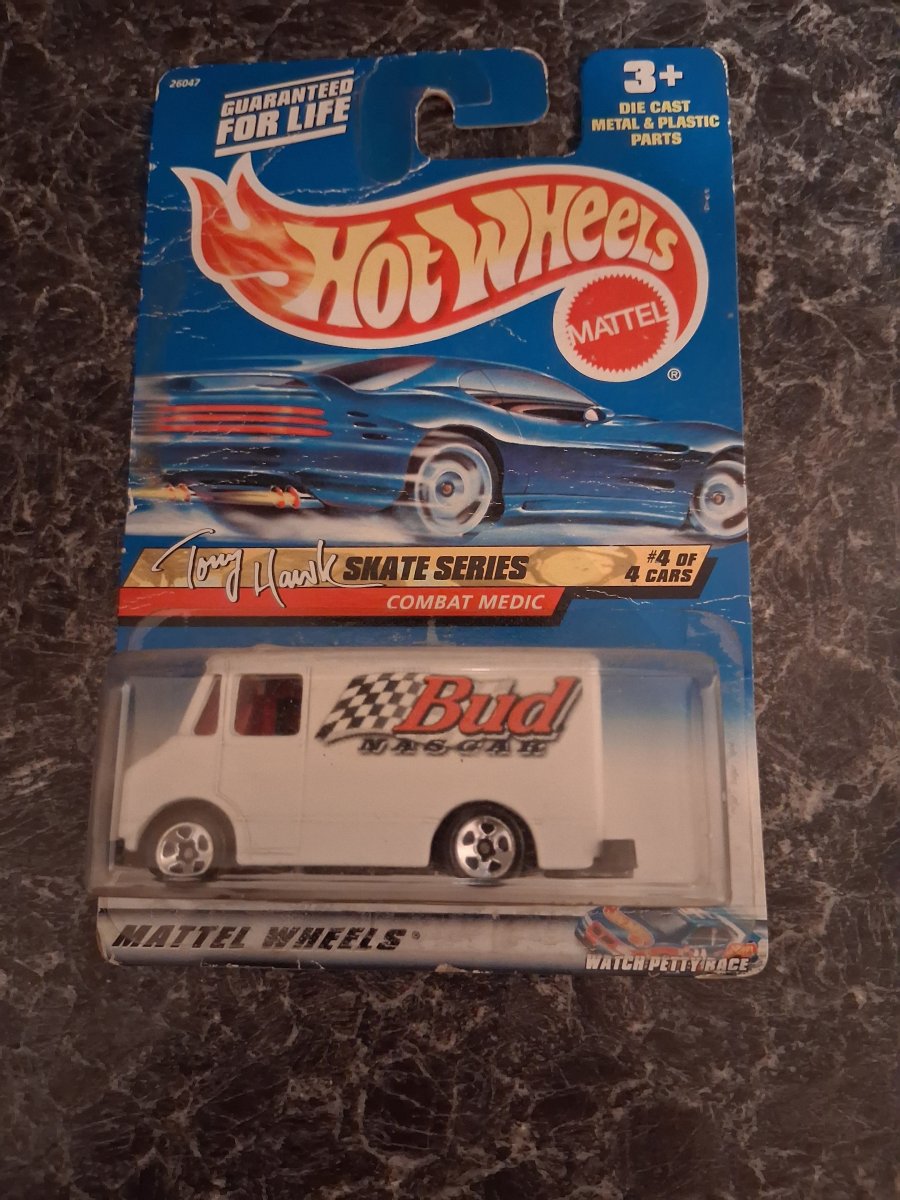 26047
GUARANTEED
FOR LIFE
3+
DIE CAST
METAL & PLASTIC
PARTS
HOT WHEELS
MATTEL
®
Tony Hawk SKATE SERIES
#4 OF
4 CARS
COMBAT MEDIC
Bud
NASCAR
MATTEL WHEELS
WATCH PETTY RACE